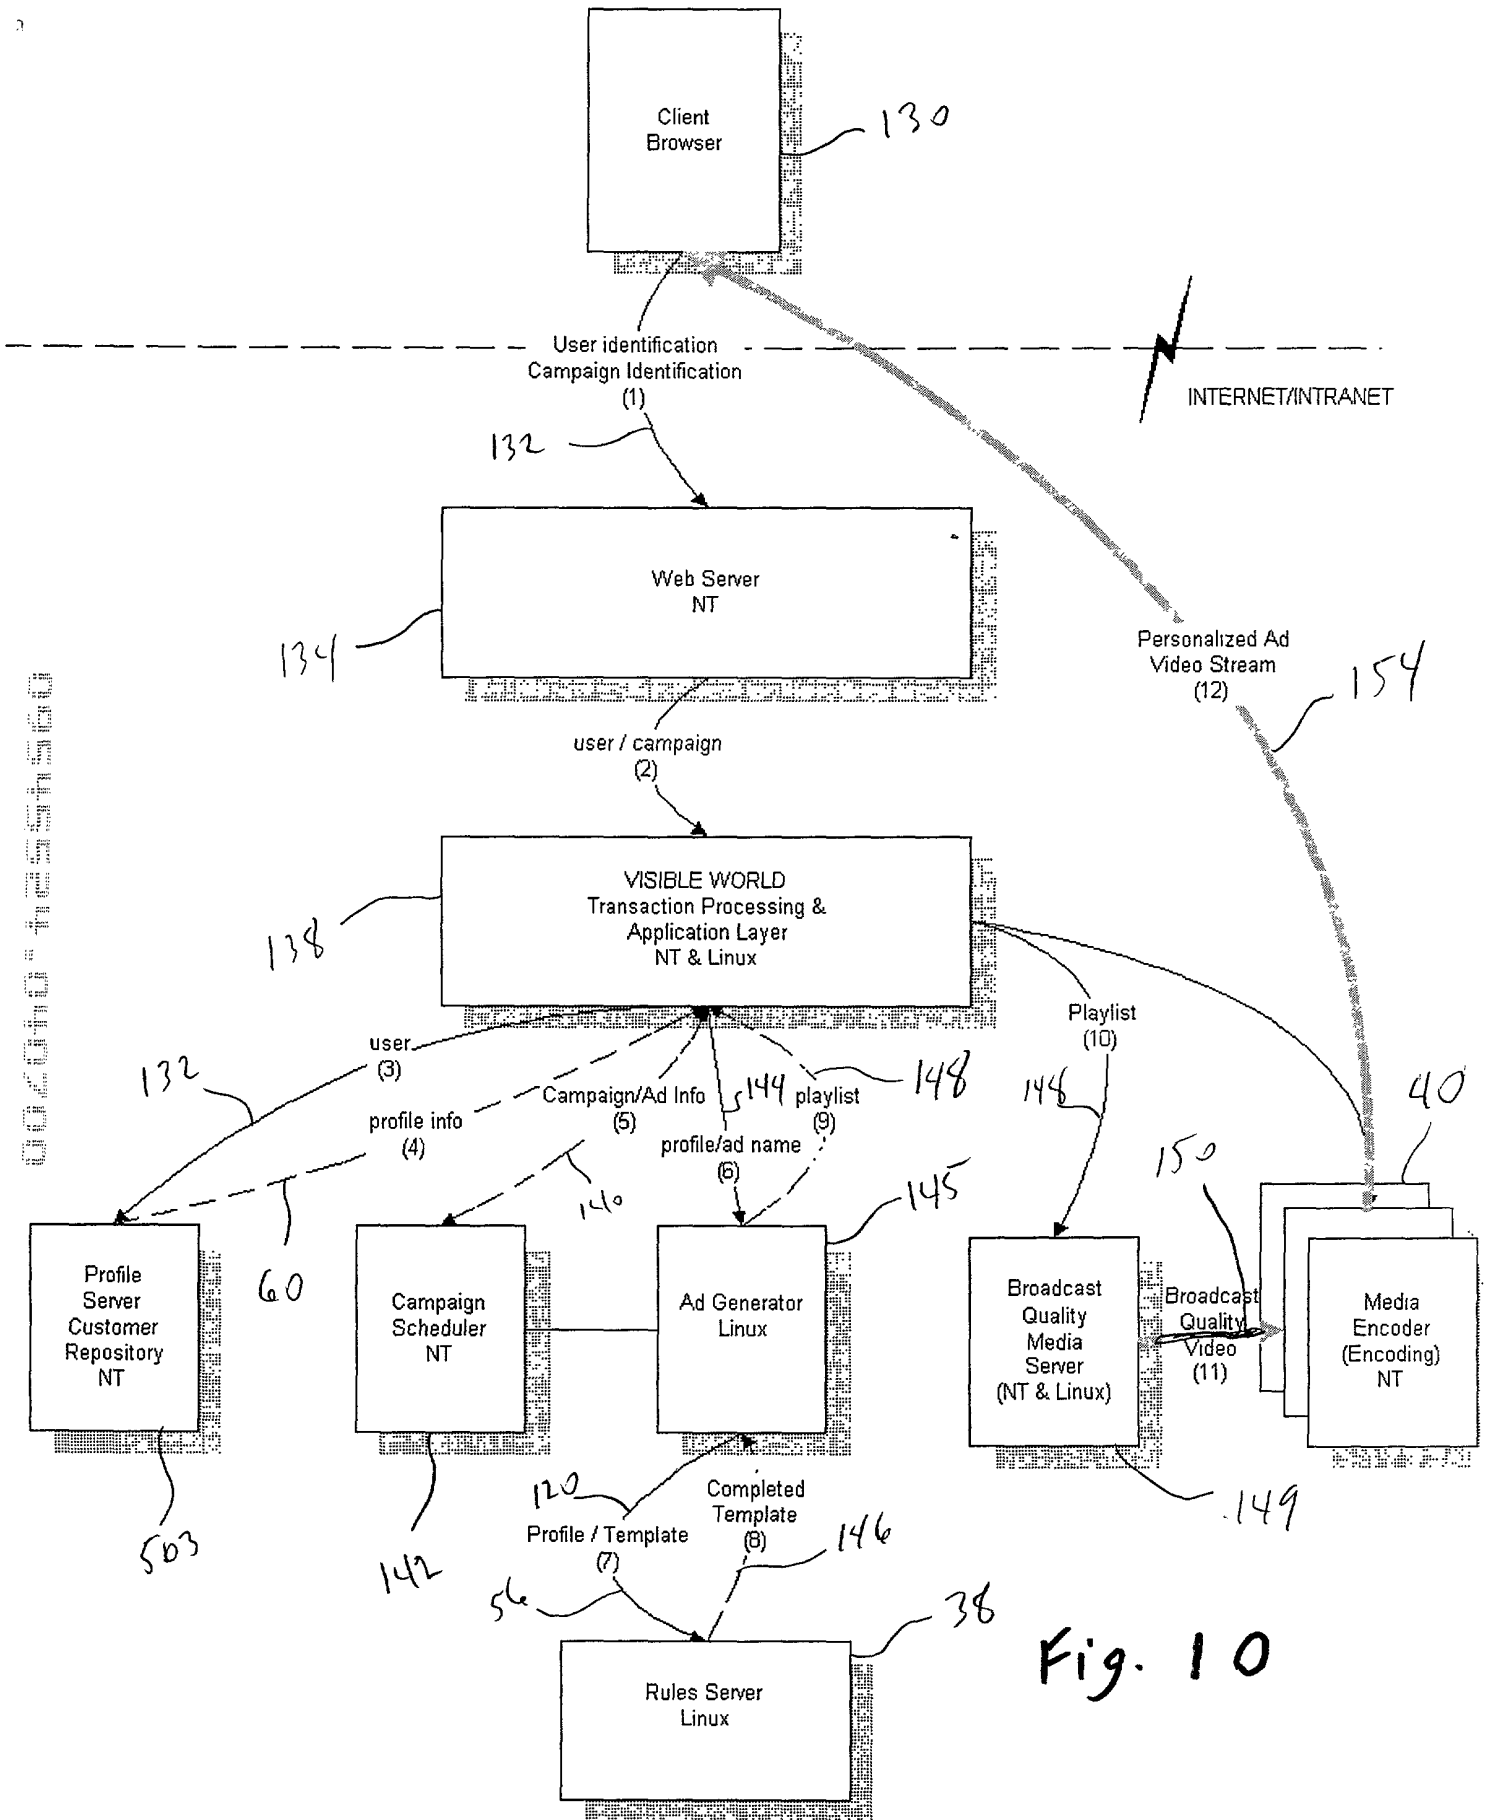 Client
Browser
130
User identification
Campaign Identification
(1)
INTERNET/INTRANET
132
Web Server
NT
134
Personalized Ad
Video Stream
(12)
154
user / campaign
(2)
VISIBLE WORLD
Transaction Processing &
Application Layer
NT & Linux
138
Playlist
(10)
user
(3)
132
profile info
(4)
60
Campaign/Ad Info
(5)
140
144
profile/ad name
(6)
playlist
(9)
148
148
145
150
40
Profile
Server
Customer
Repository
NT
503
Campaign
Scheduler
NT
142
Ad Generator
Linux
Broadcast
Quality
Media
Server
(NT & Linux)
149
Broadcast
Quality
Video
(11)
Media
Encoder
(Encoding)
NT
120
Profile / Template
(7)
56
Completed
Template
(8)
146
38
Rules Server
Linux
Fig. 10